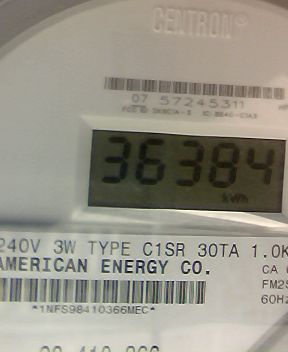 CENTRON®
07 57245311
36384
kWh
240V 3W TYPE C1SR 30TA 1.0K
AMERICAN ENERGY CO.
CA
FM2S
60Hz
*1NFS98410366MEC*